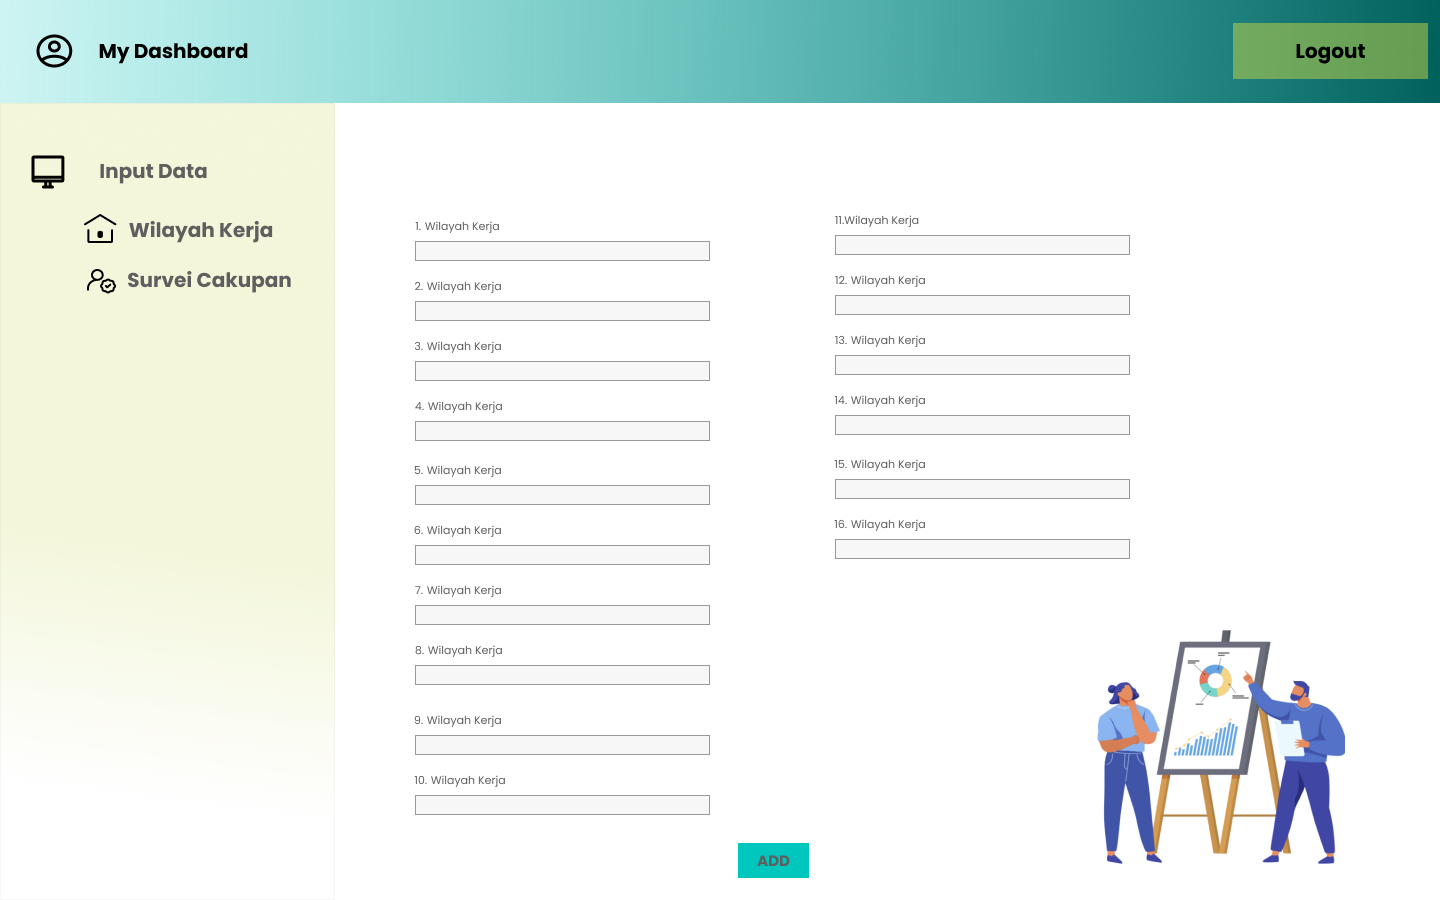 My Dashboard
Logout
Input Data
Wilayah Kerja
Survei Cakupan
1. Wilayah Kerja
2. Wilayah Kerja
3. Wilayah Kerja
4. Wilayah Kerja
5. Wilayah Kerja
6. Wilayah Kerja
7. Wilayah Kerja
8. Wilayah Kerja
9. Wilayah Kerja
10. Wilayah Kerja
11.Wilayah Kerja
12. Wilayah Kerja
13. Wilayah Kerja
14. Wilayah Kerja
15. Wilayah Kerja
16. Wilayah Kerja
ADD